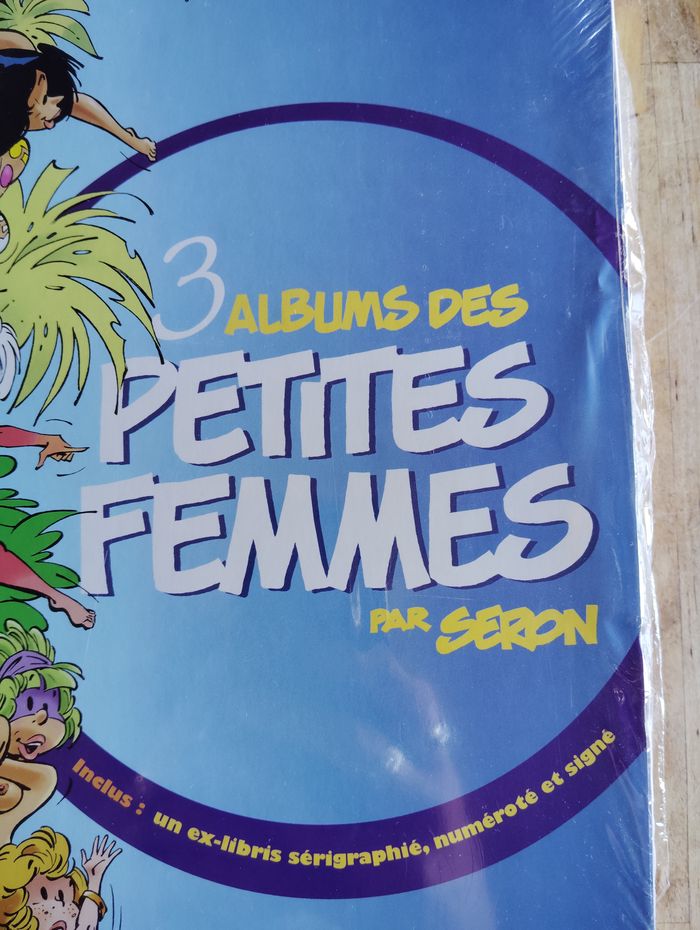 3 ALBUMS DES
PETITES
FEMMES
PAR SERON
Inclus : un ex-libris sérigraphié, numéroté et signé